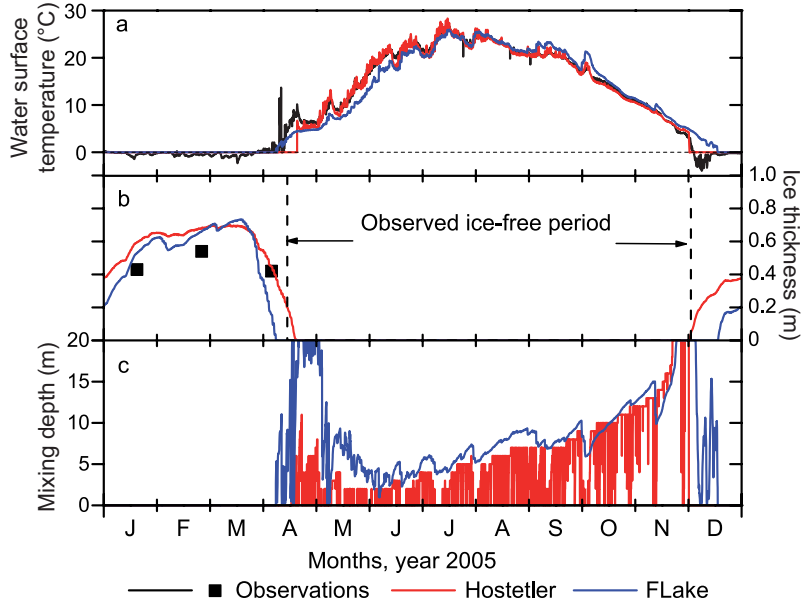 30
20
10
0
Water surface
temperature (°C)
a
1.0
0.8
0.6
0.4
0.2
0
Ice thickness
(m)
b
Observed ice-free period
20
15
10
5
0
Mixing depth (m)
c
J F M A M J J A S O N D
Months, year 2005
Observations Hostetler FLake